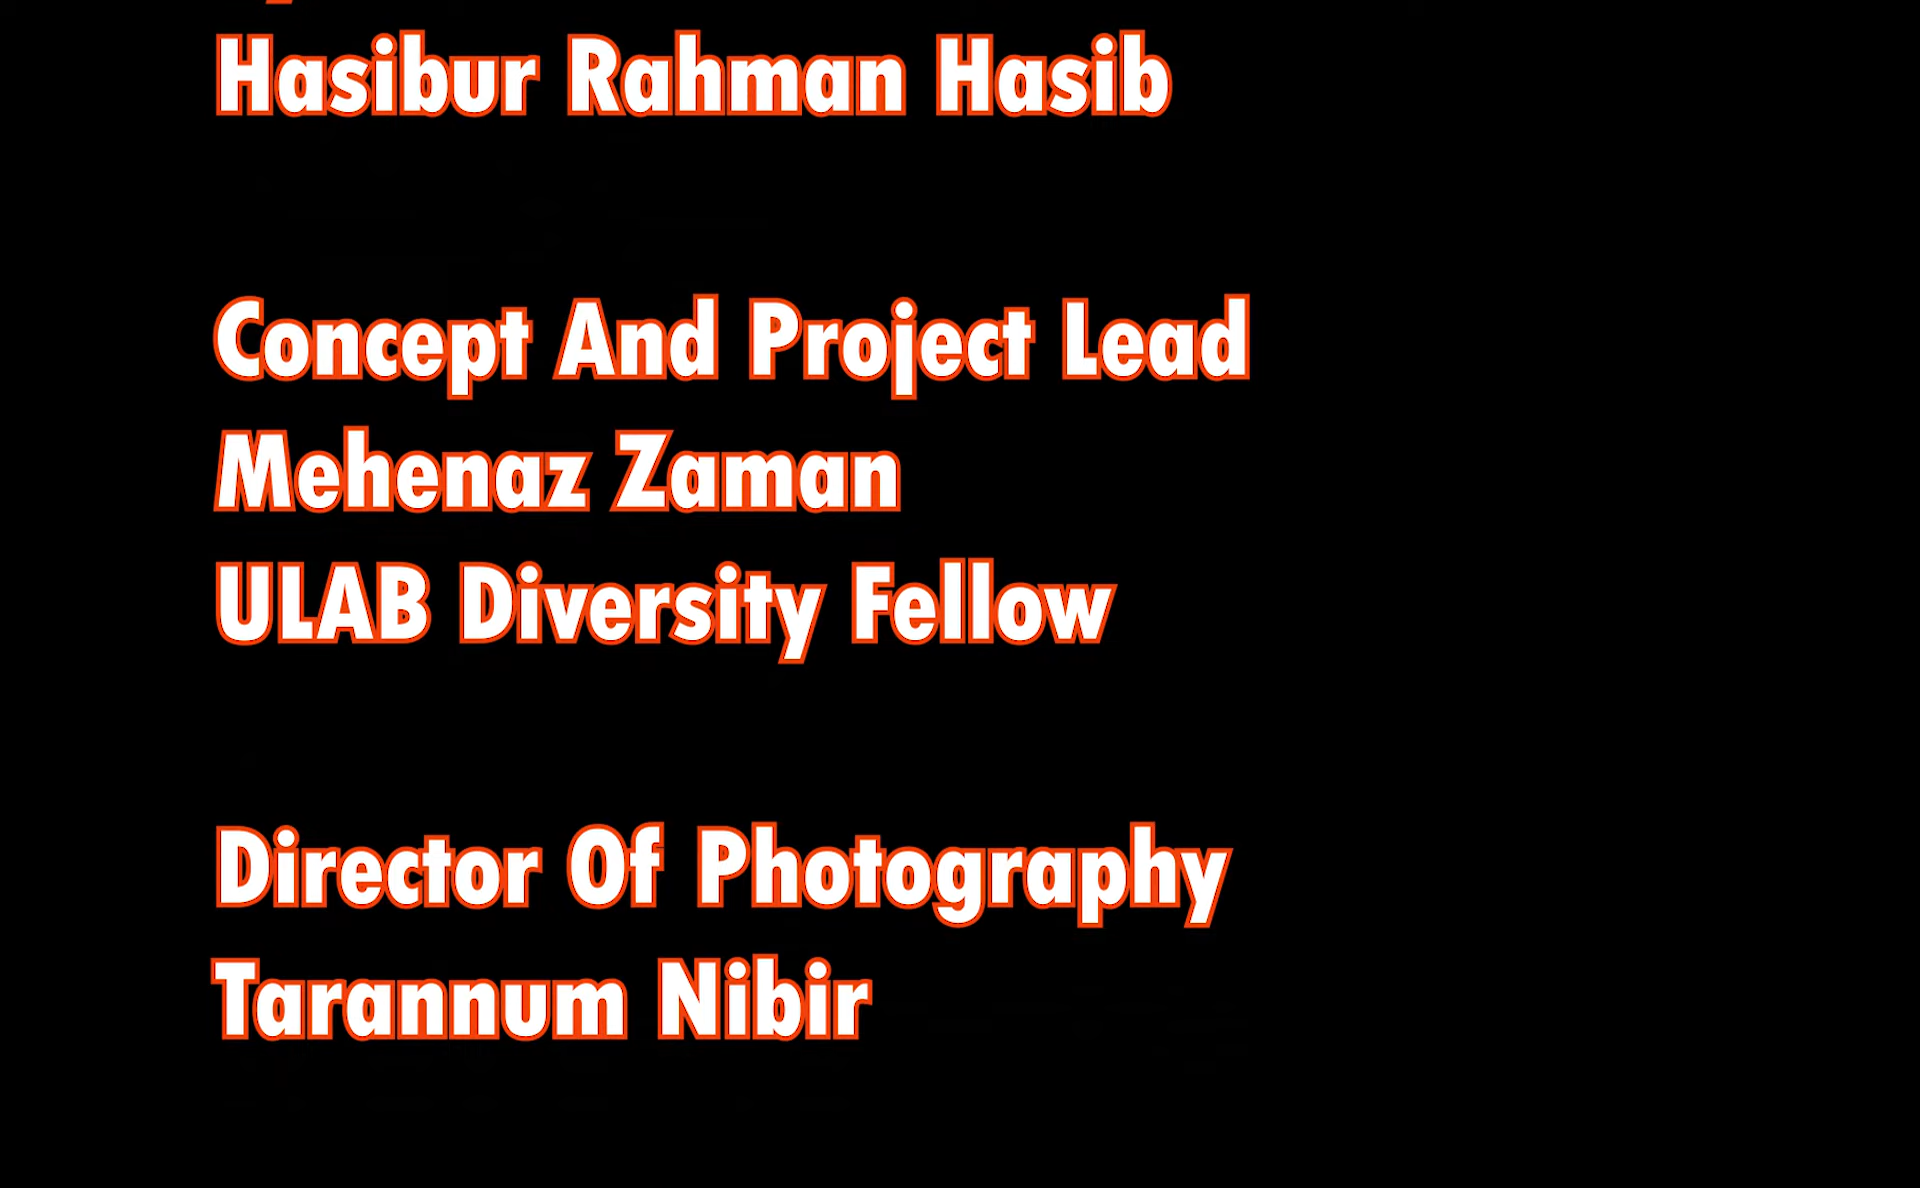 Hasibur Rahman Hasib
Concept And Project Lead
Mehenaz Zaman
ULAB Diversity Fellow
Director Of Photography
Tarannum Nibir